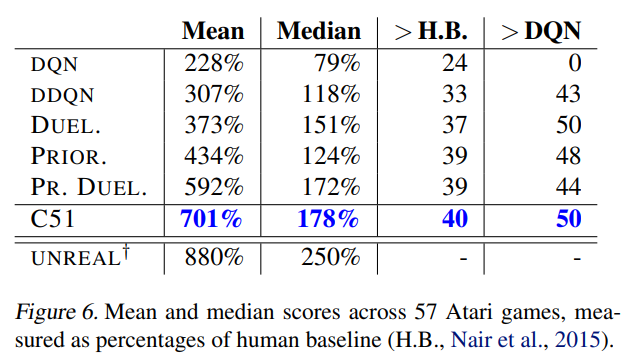 Mean Median > H.B. > DQN
DQN 228% 79% 24 0
DDQN 307% 118% 33 43
DUEL. 373% 151% 37 50
PRIOR. 434% 124% 39 48
PR. DUEL. 592% 172% 39 44
C51 701% 178% 40 50
UNREAL† 880% 250% - -
Figure 6. Mean and median scores across 57 Atari games, mea-
sured as percentages of human baseline (H.B., Nair et al., 2015).